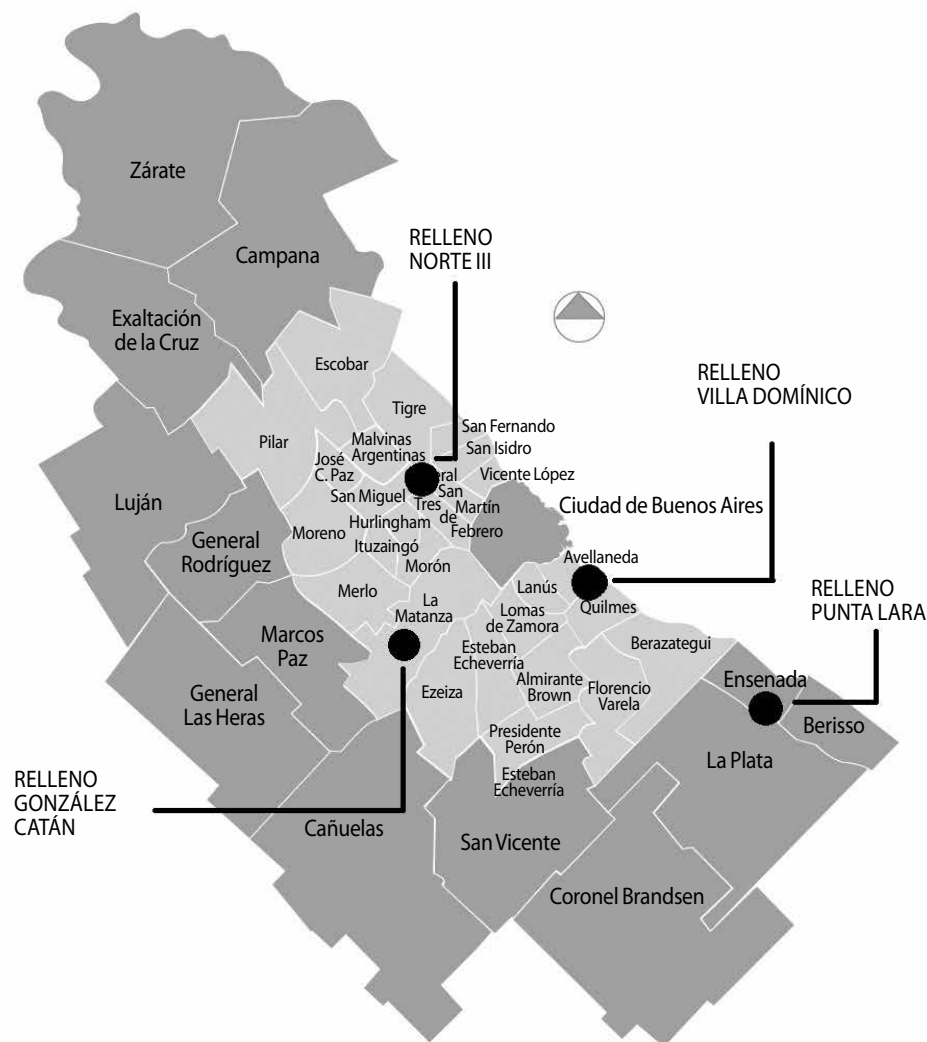 Zárate
Campana
RELLENO
NORTE III
Exaltación
de la Cruz
Escobar
RELLENO
VILLA DOMÍNICO
Tigre
San Fernando
San Isidro
Vicente López
Pilar
Malvinas
Argentinas
José
C. Paz
San Miguel
San
Martín
Tres
de
Febrero
Ciudad de Buenos Aires
Luján
General
Rodríguez
Moreno
Hurlingham
Ituzaingó
Morón
Merlo
La
Matanza
Avellaneda
Lanús
Quilmes
Lomas
de Zamora
RELLENO
PUNTA LARA
Marcos
Paz
General
Las Heras
Esteban
Echeverría
Ezeiza
Almirante
Brown
Berazategui
Florencio
Varela
Ensenada
Berisso
La Plata
Presidente
Perón
Esteban
Echeverría
RELLENO
GONZÁLEZ
CATÁN
Cañuelas
San Vicente
Coronel Brandsen